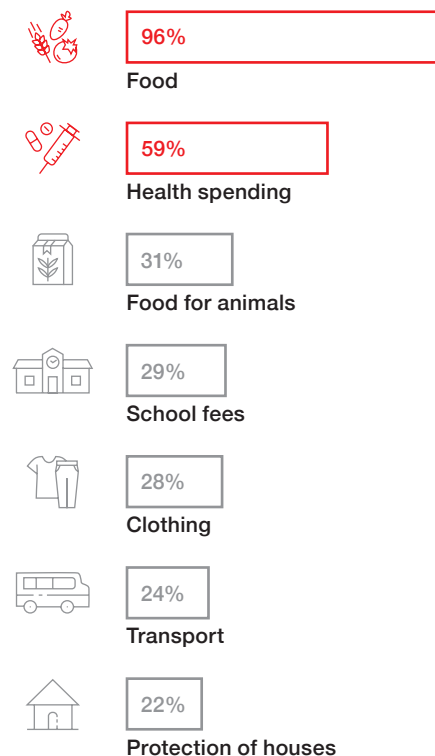 96%
Food
59%
Health spending
31%
Food for animals
29%
School fees
28%
Clothing
24%
Transport
22%
Protection of houses